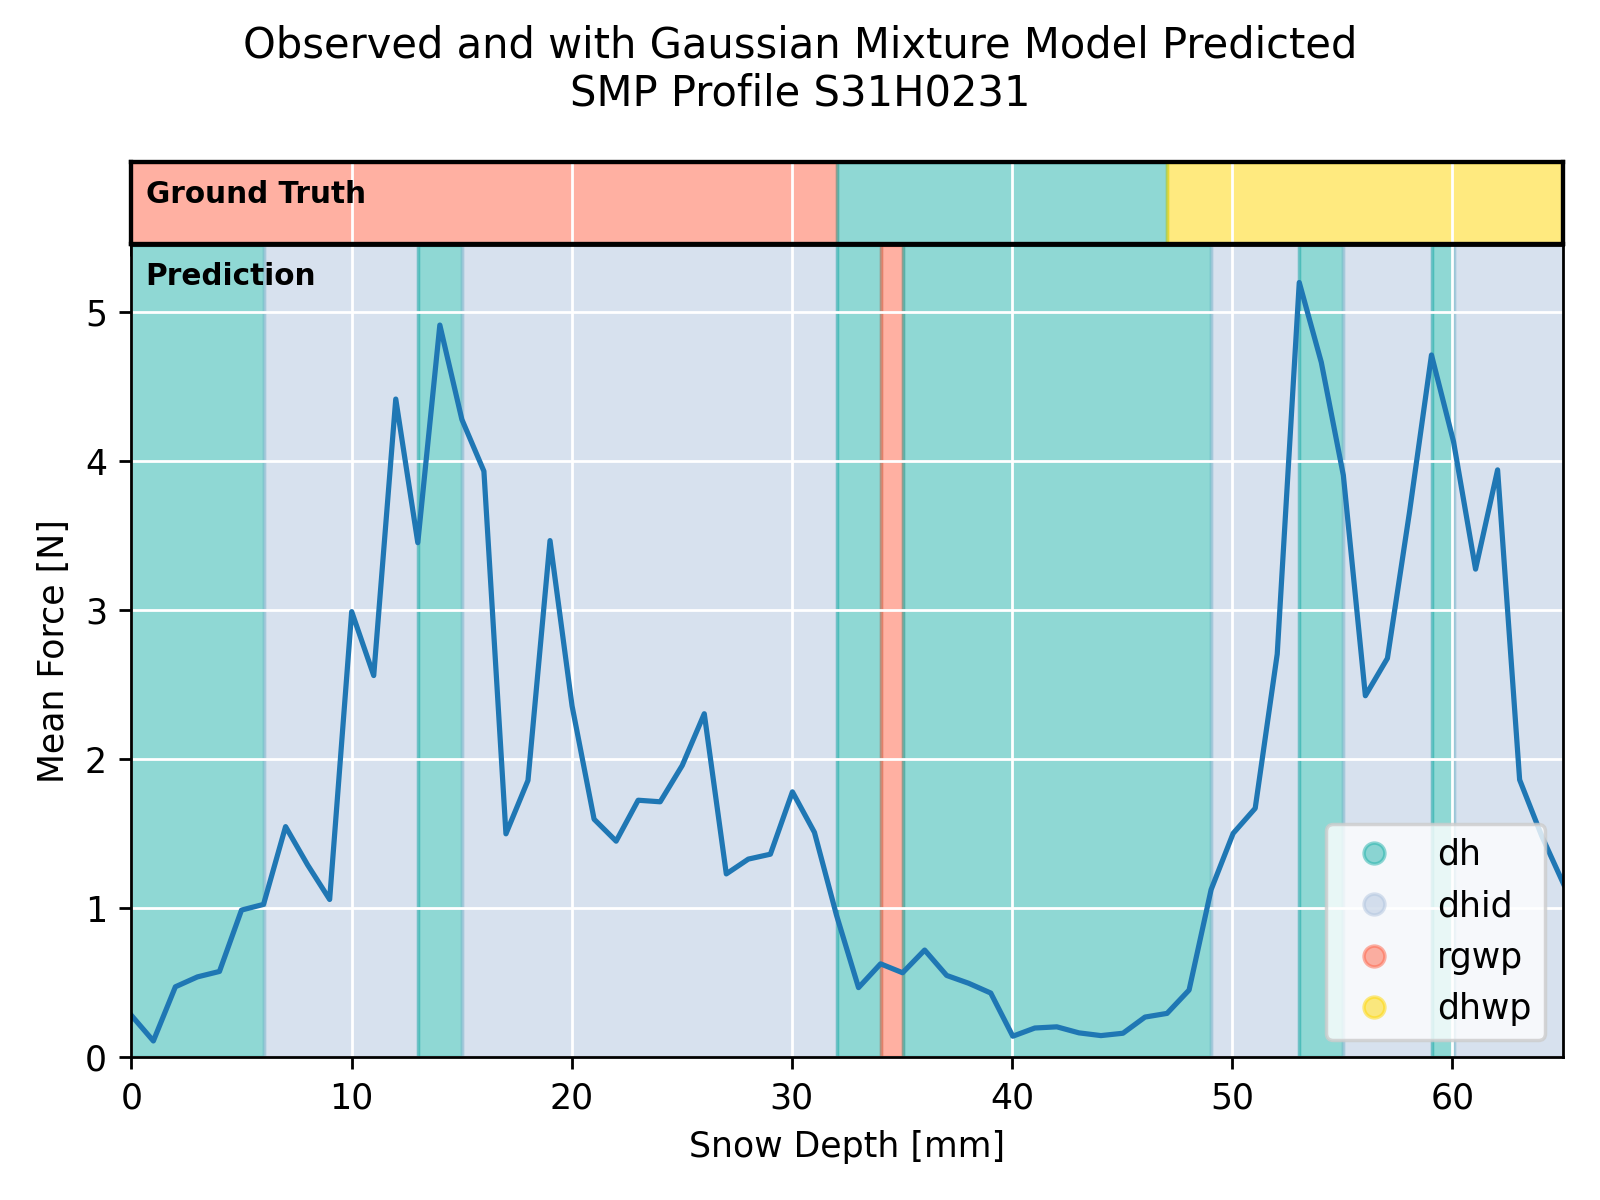 Observed and with Gaussian Mixture Model Predicted
SMP Profile S31H0231
Ground Truth
Prediction
5
4
3
2
1
0
Mean Force [N]
dh
dhid
rgwp
dhwp
0 10 20 30 40 50 60
Snow Depth [mm]